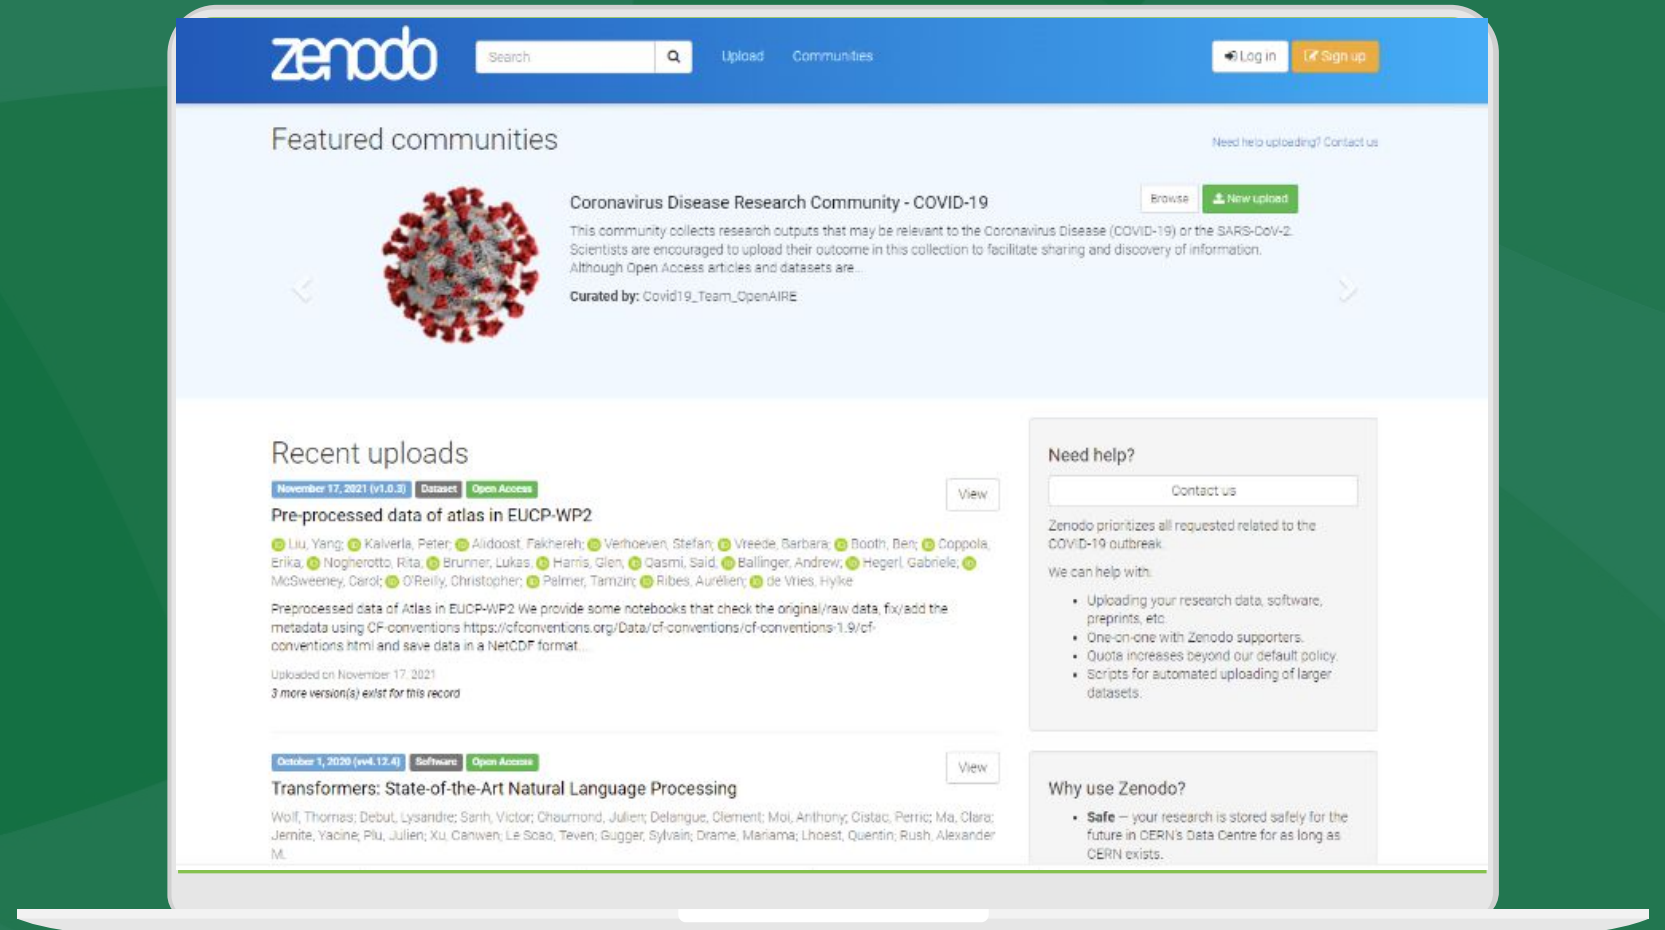 zenodo
Search
Upload
Communities
Log in
Sign up
Featured communities
Need help uploading? Contact us
Coronavirus Disease Research Community - COVID-19
Browse
New upload
This community collects research outputs that may be relevant to the Coronavirus Disease (COVID-19) or the SARS-CoV-2.
Scientists are encouraged to upload their outcome in this collection to facilitate sharing and discovery of information.
Although Open Access articles and datasets are...
Curated by: Covid19_Team_OpenAIRE
Recent uploads
November 17, 2021 (v1.0.3) Dataset Open Access
View
Pre-processed data of atlas in EUCP-WP2
Liu, Yang; Kalverla, Peter; Alidoost, Fakhereh; Verhoeven, Stefan; Vreede, Barbara; Booth, Ben; Coppola,
Erika; Nogherotto, Rita; Brunner, Lukas; Harris, Glen; Qasmi, Said; Ballinger, Andrew; Hegerl, Gabriele;
McSweeney, Carol; O'Reilly, Christopher; Palmer, Tamzin; Ribes, Aurélien; de Vries, Hylke
Preprocessed data of Atlas in EUCP-WP2 We provide some notebooks that check the original/raw data, fix/add the
metadata using CF-conventions https://cfconventions.org/Data/cf-conventions/cf-conventions-1.9/cf-
conventions.html and save data in a NetCDF format...
Uploaded on November 17, 2021
3 more version(s) exist for this record
October 1, 2020 (vv4.12.4) Software Open Access
View
Transformers: State-of-the-Art Natural Language Processing
Wolf, Thomas; Debut, Lysandre; Sanh, Victor; Chaumond, Julien; Delangue, Clement; Moi, Anthony; Cistac, Perric; Ma, Clara;
Jernite, Yacine; Plu, Julien; Xu, Canwen; Le Scao, Teven; Gugger, Sylvain; Drame, Mariama; Lhoest, Quentin; Rush, Alexander
M.
Need help?
Contact us
Zenodo prioritizes all requested related to the
COVID-19 outbreak.
We can help with:
Uploading your research data, software,
preprints, etc.
One-on-one with Zenodo supporters.
Quota increases beyond our default policy.
Scripts for automated uploading of larger
datasets.
Why use Zenodo?
Safe — your research is stored safely for the
future in CERN's Data Centre for as long as
CERN exists.